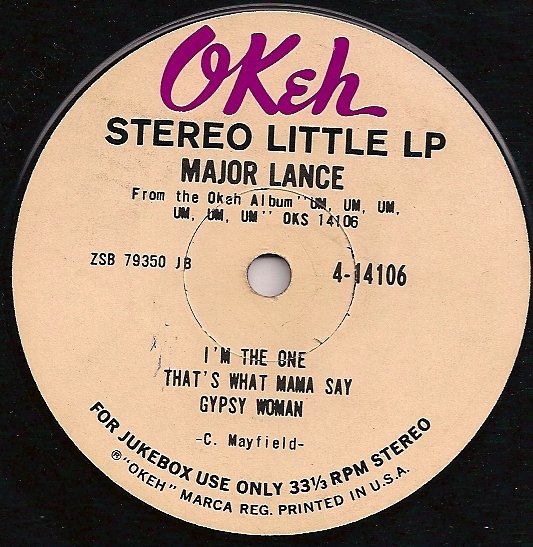 OKeh
STEREO LITTLE LP
MAJOR LANCE
From the Okeh Album "UM, UM, UM,
UM, UM, UM" OKS 14106
ZSB 79350 JB
4-14106
I'M THE ONE
THAT'S WHAT MAMA SAY
GYPSY WOMAN
-C. Mayfield-
FOR JUKEBOX USE ONLY 33⅓ RPM STEREO
®"OKEH" MARCA REG. PRINTED IN U.S.A.